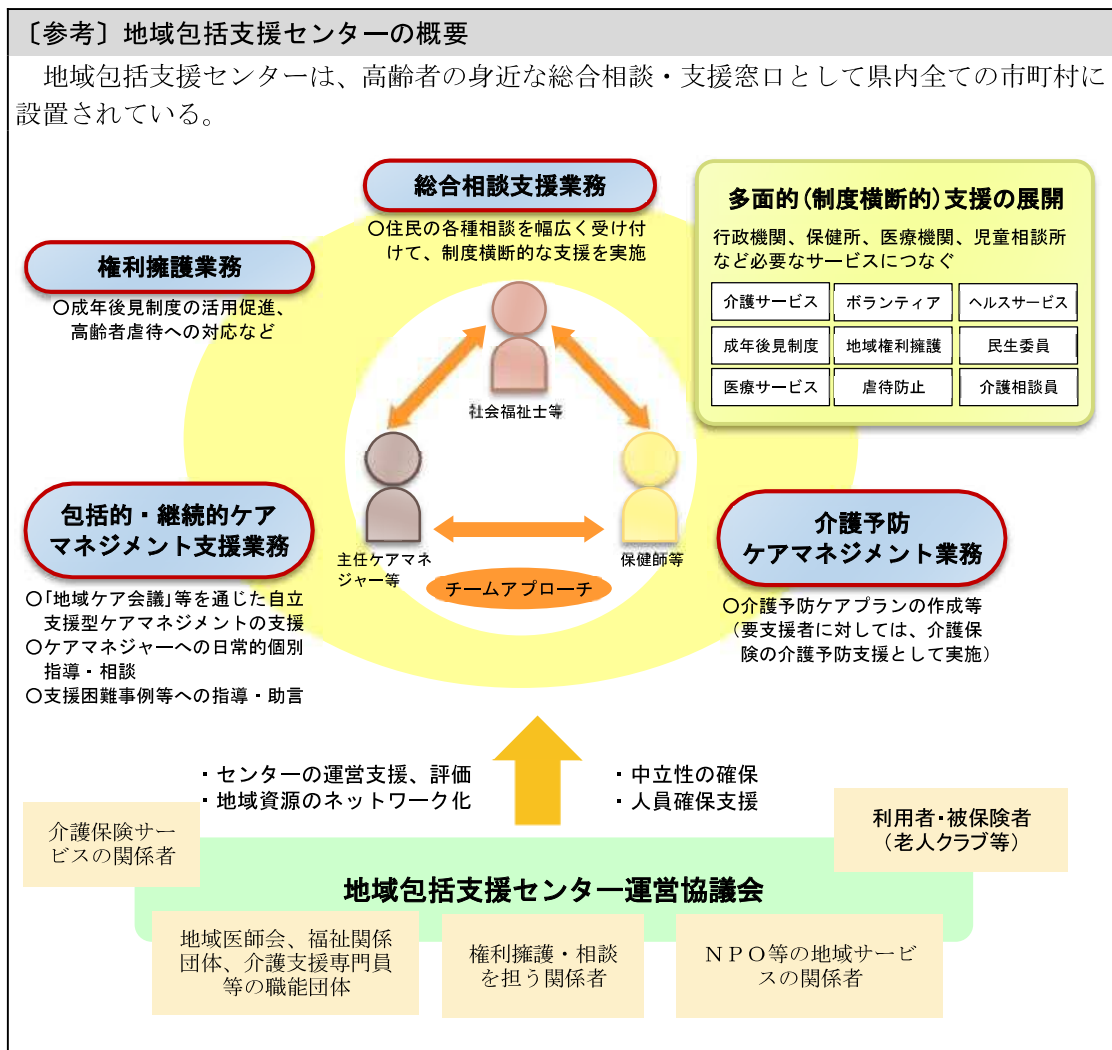 〔参考〕地域包括支援センターの概要
地域包括支援センターは、高齢者の身近な総合相談・支援窓口として県内全ての市町村に
設置されている。
総合相談支援業務
〇住民の各種相談を幅広く受け付
けて、制度横断的な支援を実施
多面的(制度横断的)支援の展開
行政機関、保健所、医療機関、児童相談所
など必要なサービスにつなぐ
介護サービス
ボランティア
ヘルスサービス
成年後見制度
地域権利擁護
民生委員
医療サービス
虐待防止
介護相談員
権利擁護業務
〇成年後見制度の活用促進、
高齢者虐待への対応など
社会福祉士等
主任ケアマネ
ジャー等
保健師等
チームアプローチ
包括的・継続的ケア
マネジメント支援業務
〇「地域ケア会議」等を通じた自立
支援型ケアマネジメントの支援
〇ケアマネジャーへの日常的個別
指導・相談
〇支援困難事例等への指導・助言
介護予防
ケアマネジメント業務
〇介護予防ケアプランの作成等
(要支援者に対しては、介護保
険の介護予防支援として実施)
・センターの運営支援、評価
・地域資源のネットワーク化
・中立性の確保
・人員確保支援
介護保険サー
ビスの関係者
利用者・被保険者
(老人クラブ等)
地域包括支援センター運営協議会
地域医師会、福祉関係
団体、介護支援専門員
等の職能団体
権利擁護・相談
を担う関係者
ＮＰＯ等の地域サービ
スの関係者